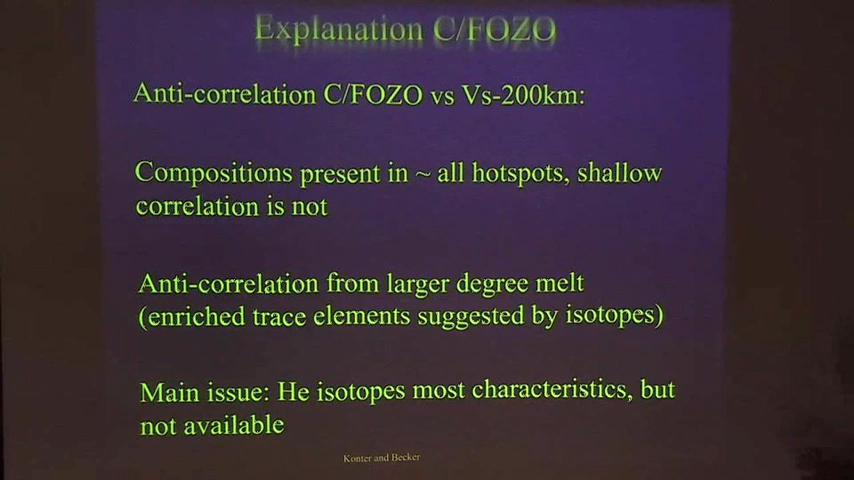 Explanation C/FOZO
Anti-correlation C/FOZO vs Vs-200km:
Compositions present in ~ all hotspots, shallow
correlation is not
Anti-correlation from larger degree melt
(enriched trace elements suggested by isotopes)
Main issue: He isotopes most characteristics, but
not available
Konter and Becker